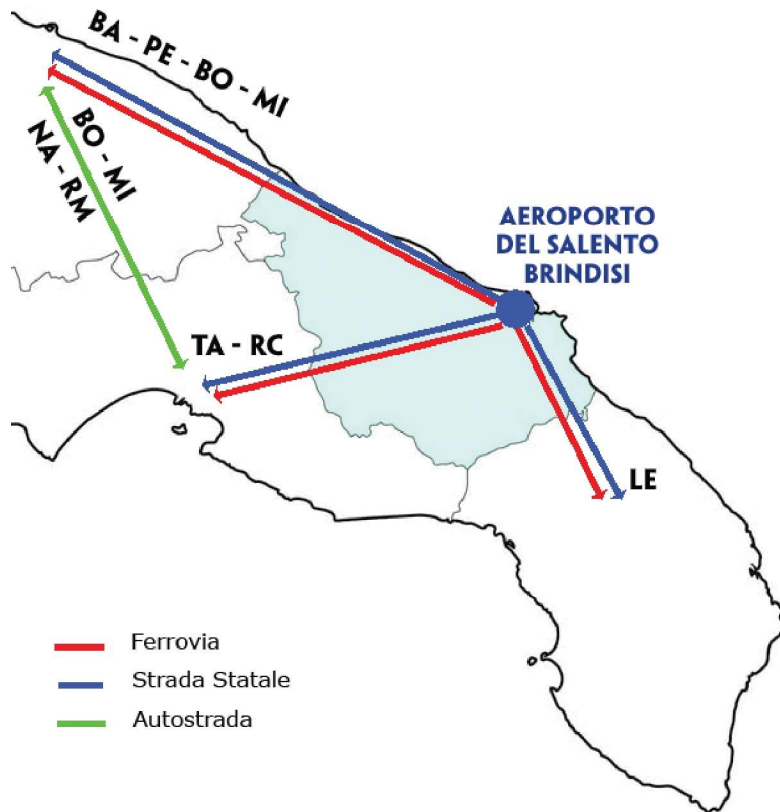 BA - PE - BO - MI
BO - MI
NA - RM
AEROPORTO
DEL SALENTO
BRINDISI
TA - RC
LE
Ferrovia
Strada Statale
Autostrada